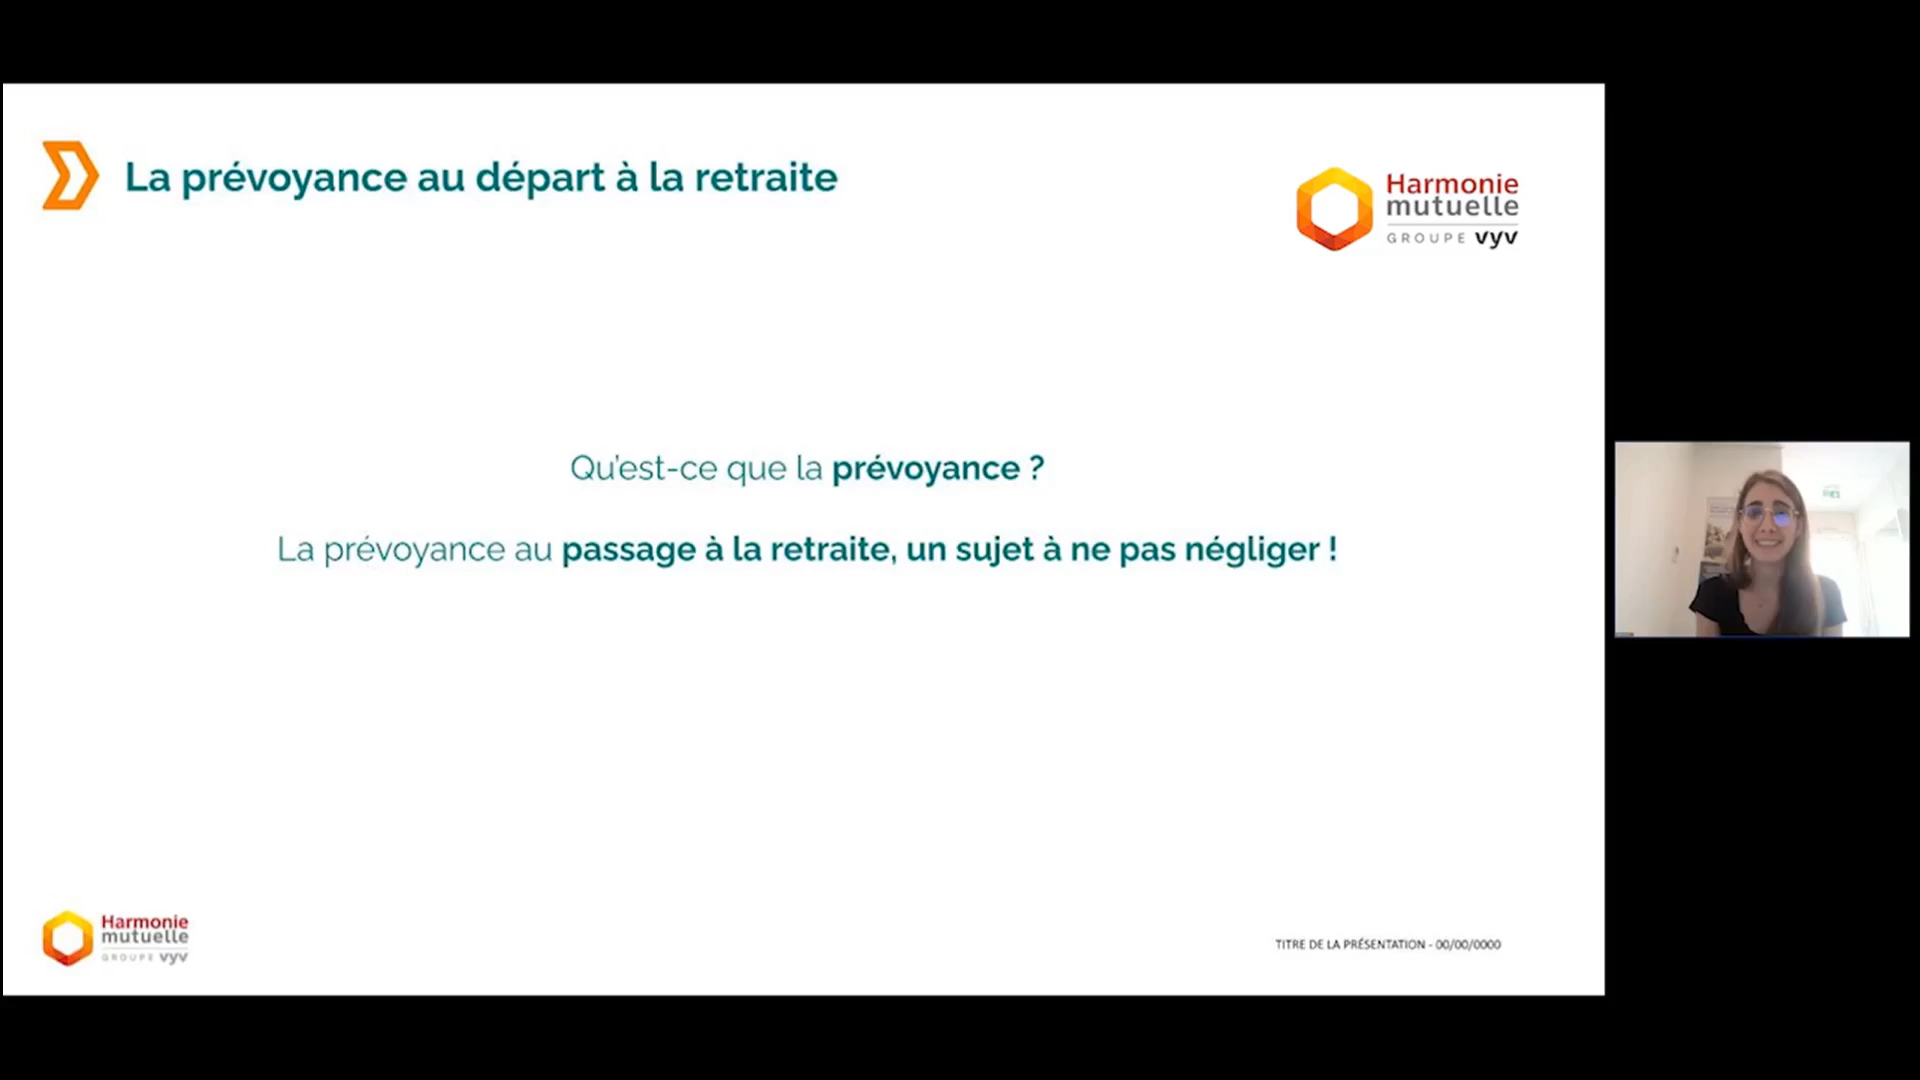 La prévoyance au départ à la retraite
Harmonie
mutuelle
GROUPE vyv
Qu'est-ce que la prévoyance ?
La prévoyance au passage à la retraite, un sujet à ne pas négliger !
Harmonie
mutuelle
GROUPE vyv
TITRE DE LA PRÉSENTATION - 00/00/0000